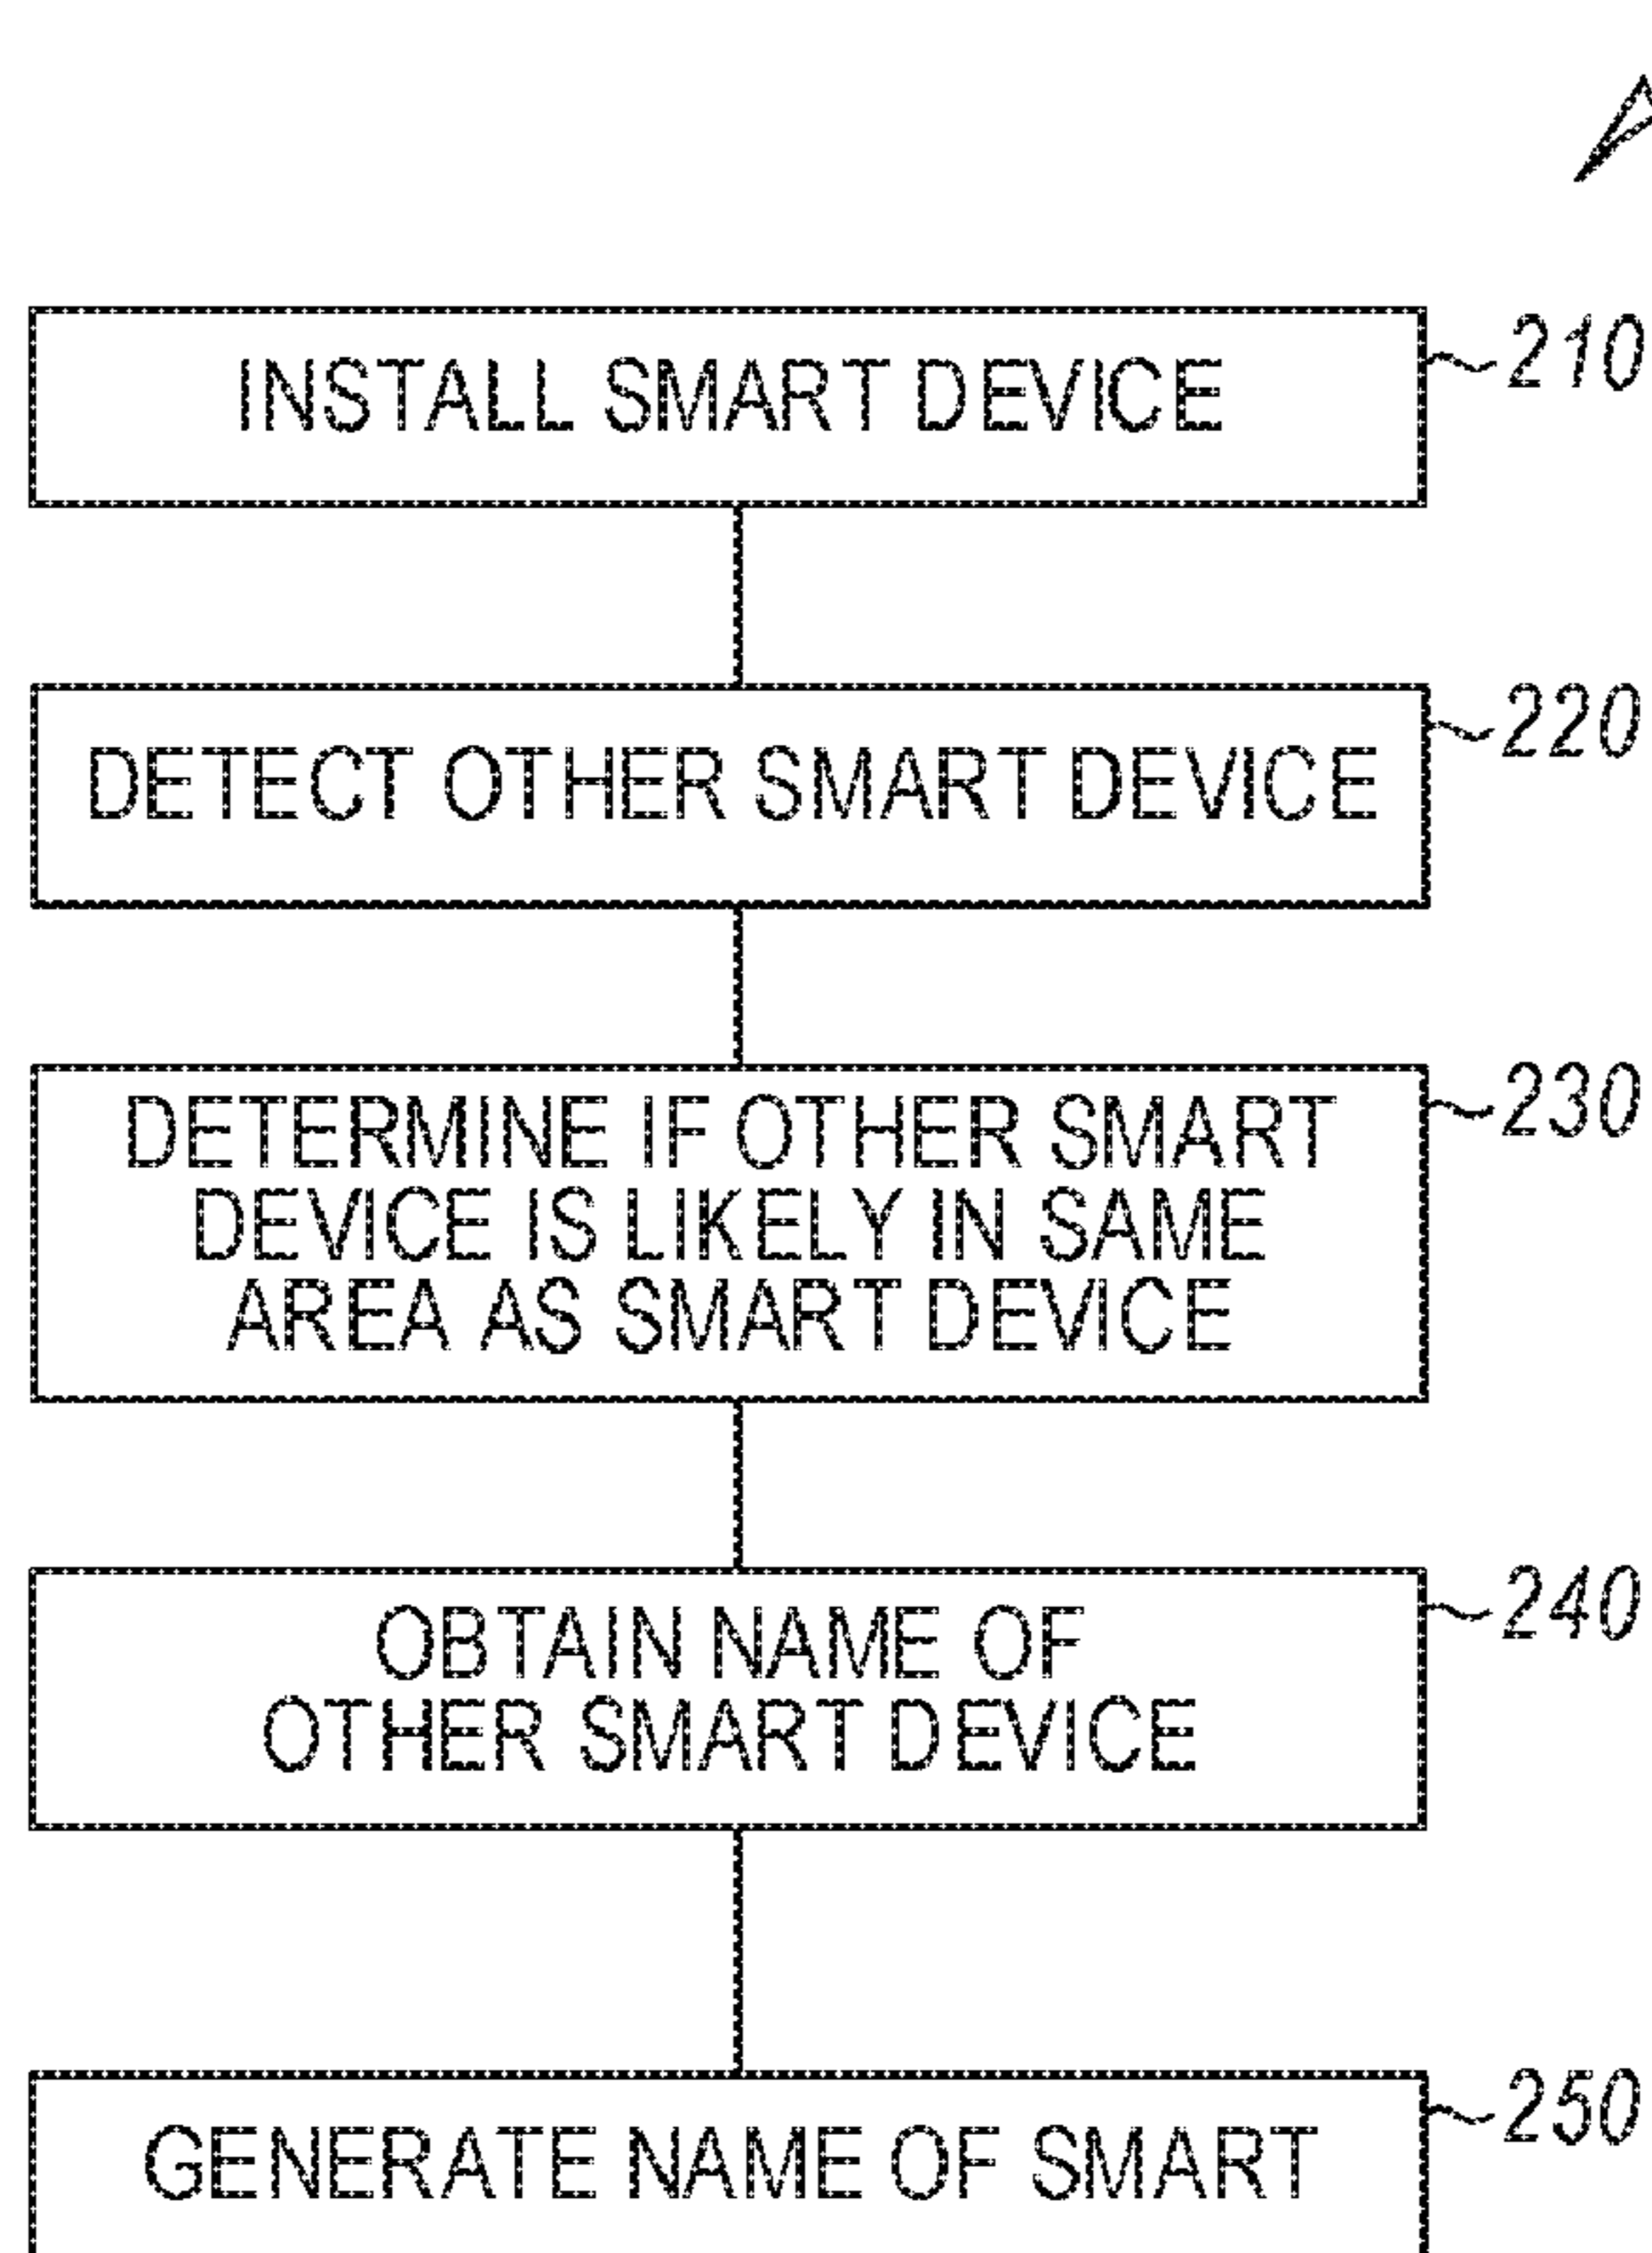 INSTALL SMART DEVICE
210
DETECT OTHER SMART DEVICE
220
DETERMINE IF OTHER SMART
DEVICE IS LIKELY IN SAME
AREA AS SMART DEVICE
230
OBTAIN NAME OF
OTHER SMART DEVICE
240
GENERATE NAME OF SMART
250